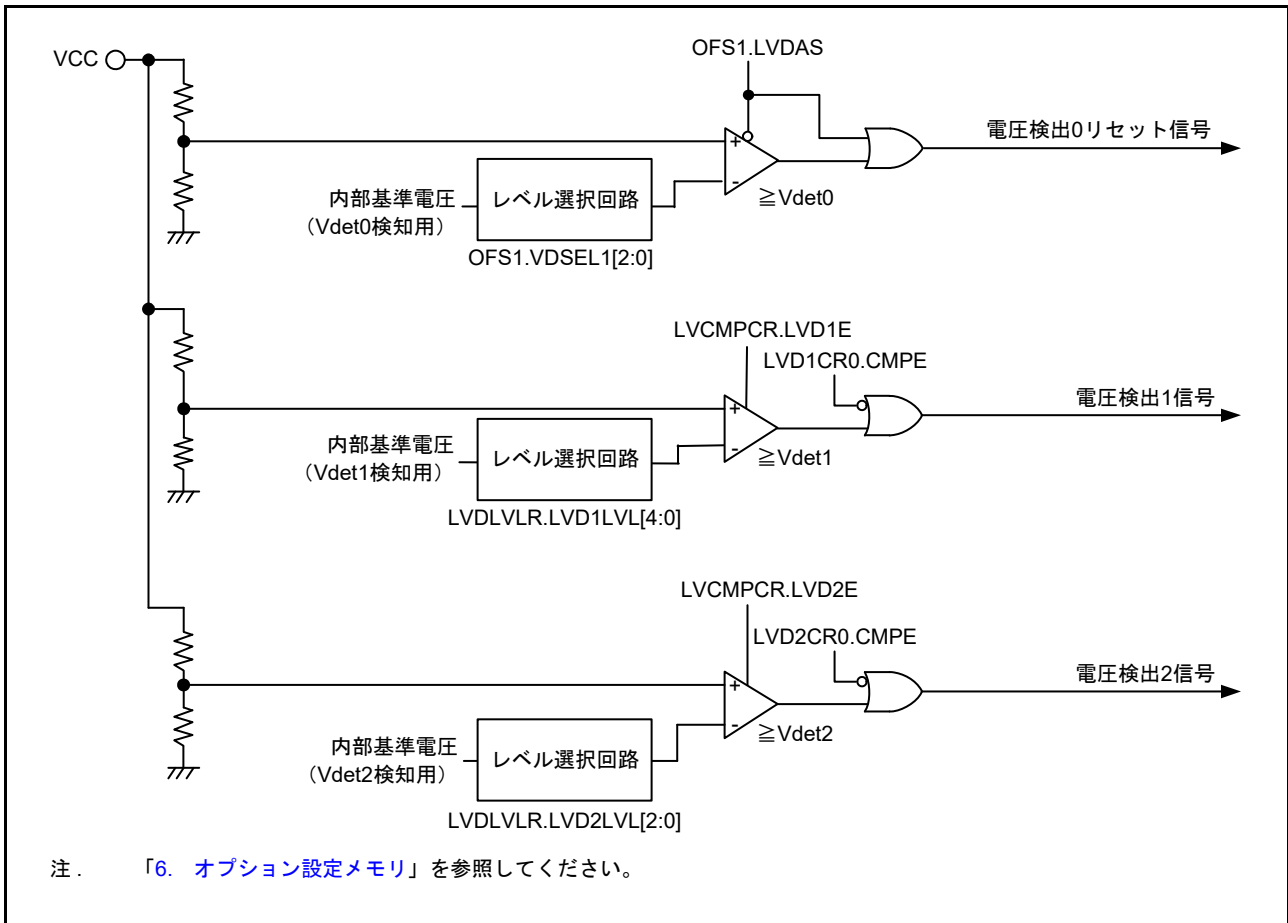 VCC
OFS1.LVDAS
+
-
≧Vdet0
電圧検出0リセット信号
内部基準電圧
（Vdet0検知用）
レベル選択回路
OFS1.VDSEL1[2:0]
LVCMPCR.LVD1E
LVD1CR0.CMPE
+
-
≧Vdet1
電圧検出1信号
内部基準電圧
（Vdet1検知用）
レベル選択回路
LVDLVLR.LVD1LVL[4:0]
LVCMPCR.LVD2E
LVD2CR0.CMPE
+
-
≧Vdet2
電圧検出2信号
内部基準電圧
（Vdet2検知用）
レベル選択回路
LVDLVLR.LVD2LVL[2:0]
注． 「6. オプション設定メモリ」を参照してください。